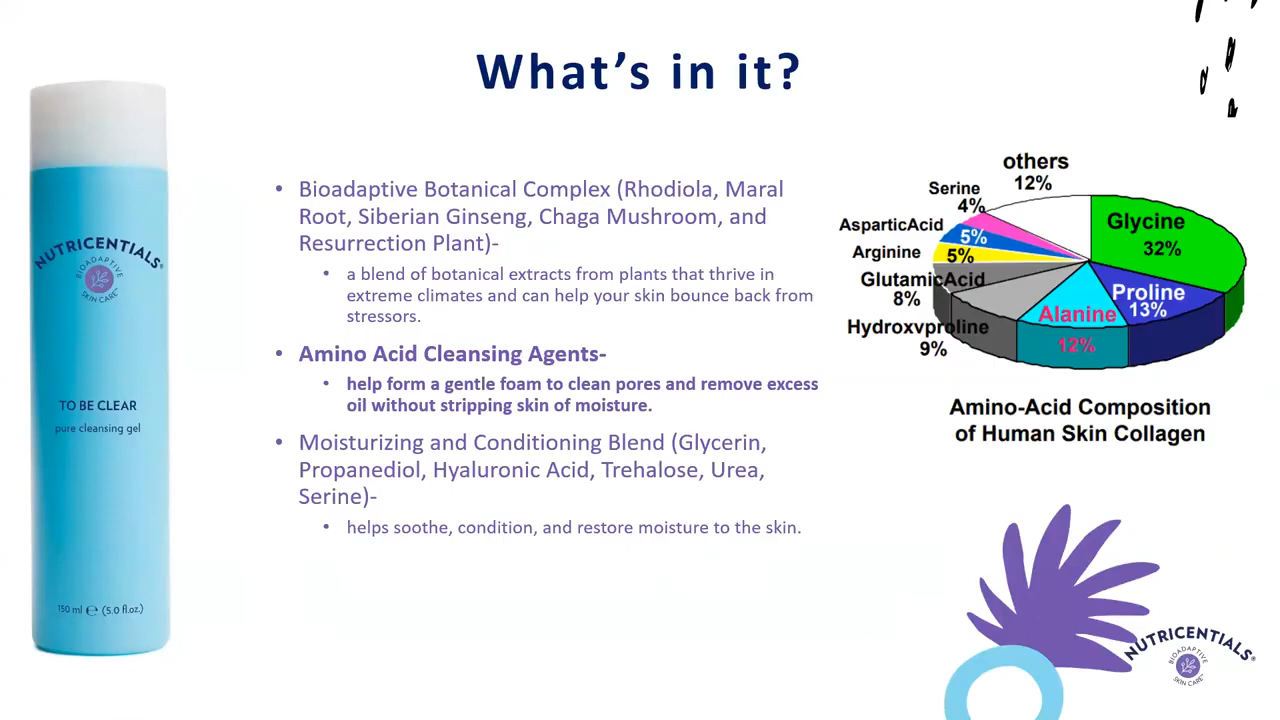 What's in it?
NUTRICENTIALS®
BIOADAPTIVE
SKIN CARE™
TO BE CLEAR
pure cleansing gel
150 ml ℮ (5.0 fl.oz.)
• Bioadaptive Botanical Complex (Rhodiola, Maral
Root, Siberian Ginseng, Chaga Mushroom, and
Resurrection Plant)-
• a blend of botanical extracts from plants that thrive in
extreme climates and can help your skin bounce back from
stressors.
• Amino Acid Cleansing Agents-
• help form a gentle foam to clean pores and remove excess
oil without stripping skin of moisture.
• Moisturizing and Conditioning Blend (Glycerin,
Propanediol, Hyaluronic Acid, Trehalose, Urea,
Serine)-
• helps soothe, condition, and restore moisture to the skin.
others
12%
Serine
4%
AsparticAcid
5%
Arginine
5%
GlutamicAcid
8%
Hydroxvproline
9%
Glycine
32%
Proline
13%
Alanine
12%
Amino-Acid Composition
of Human Skin Collagen
NUTRICENTIALS®
BIOADAPTIVE
SKIN CARE™